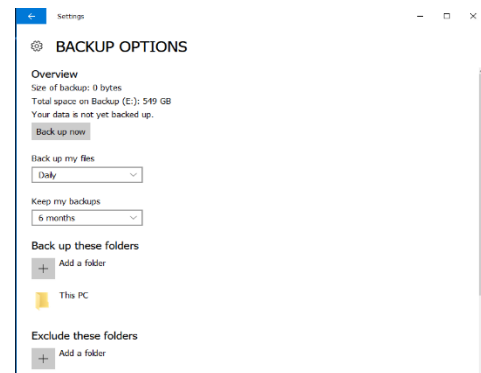 Settings
BACKUP OPTIONS
Overview
Size of backup: 0 bytes
Total space on Backup (E:): 549 GB
Your data is not yet backed up.
Back up now
Back up my files
Daily
Keep my backups
6 months
Back up these folders
Add a folder
This PC
Exclude these folders
Add a folder